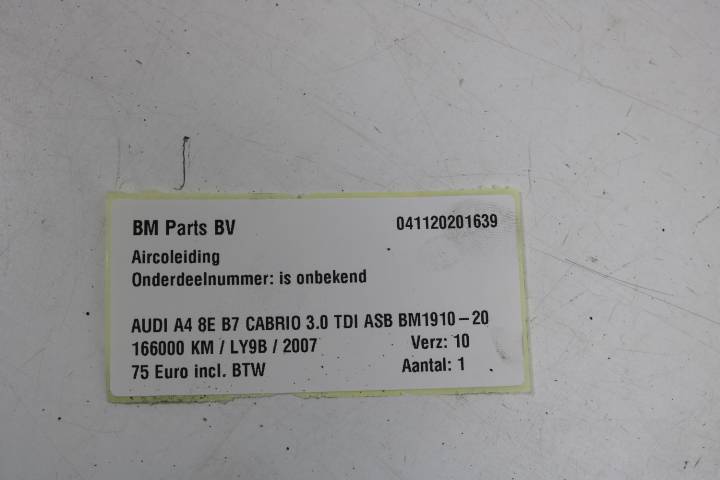 BM Parts BV 041120201639
Aircoleiding
Onderdeelnummer: is onbekend
AUDI A4 8E B7 CABRIO 3.0 TDI ASB BM1910-20
166000 KM / LY9B / 2007 Verz: 10
75 Euro incl. BTW Aantal: 1